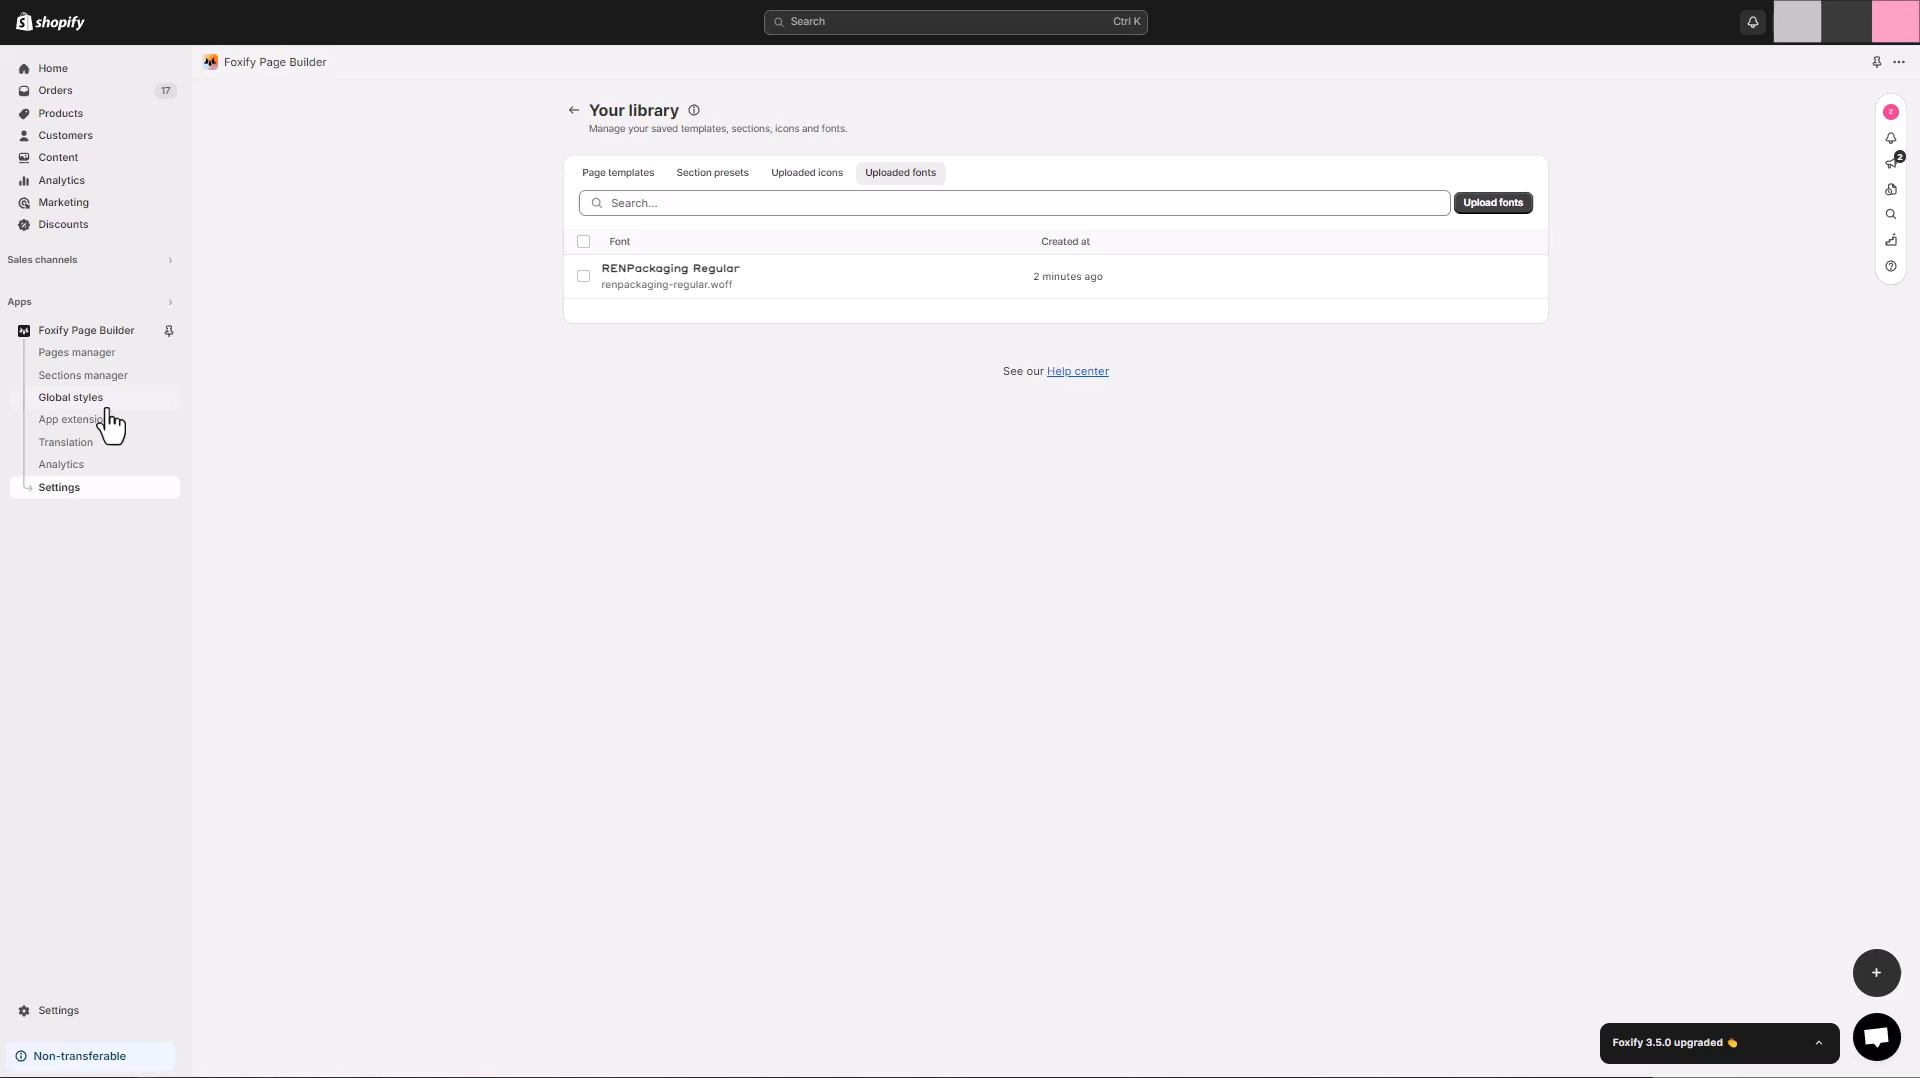 shopify
Search
Ctrl K
Home
Orders
17
Products
Customers
Content
Analytics
Marketing
Discounts
Sales channels
Apps
Foxify Page Builder
Pages manager
Sections manager
Global styles
App extensio
Translation
Analytics
Settings
Settings
Non-transferable
Foxify Page Builder
Your library
Manage your saved templates, sections, icons and fonts.
Page templates
Section presets
Uploaded icons
Uploaded fonts
Search...
Upload fonts
Font
Created at
RENPackaging Regular
renpackaging-regular.woff
2 minutes ago
See our Help center
z
2
Foxify 3.5.0 upgraded 👏